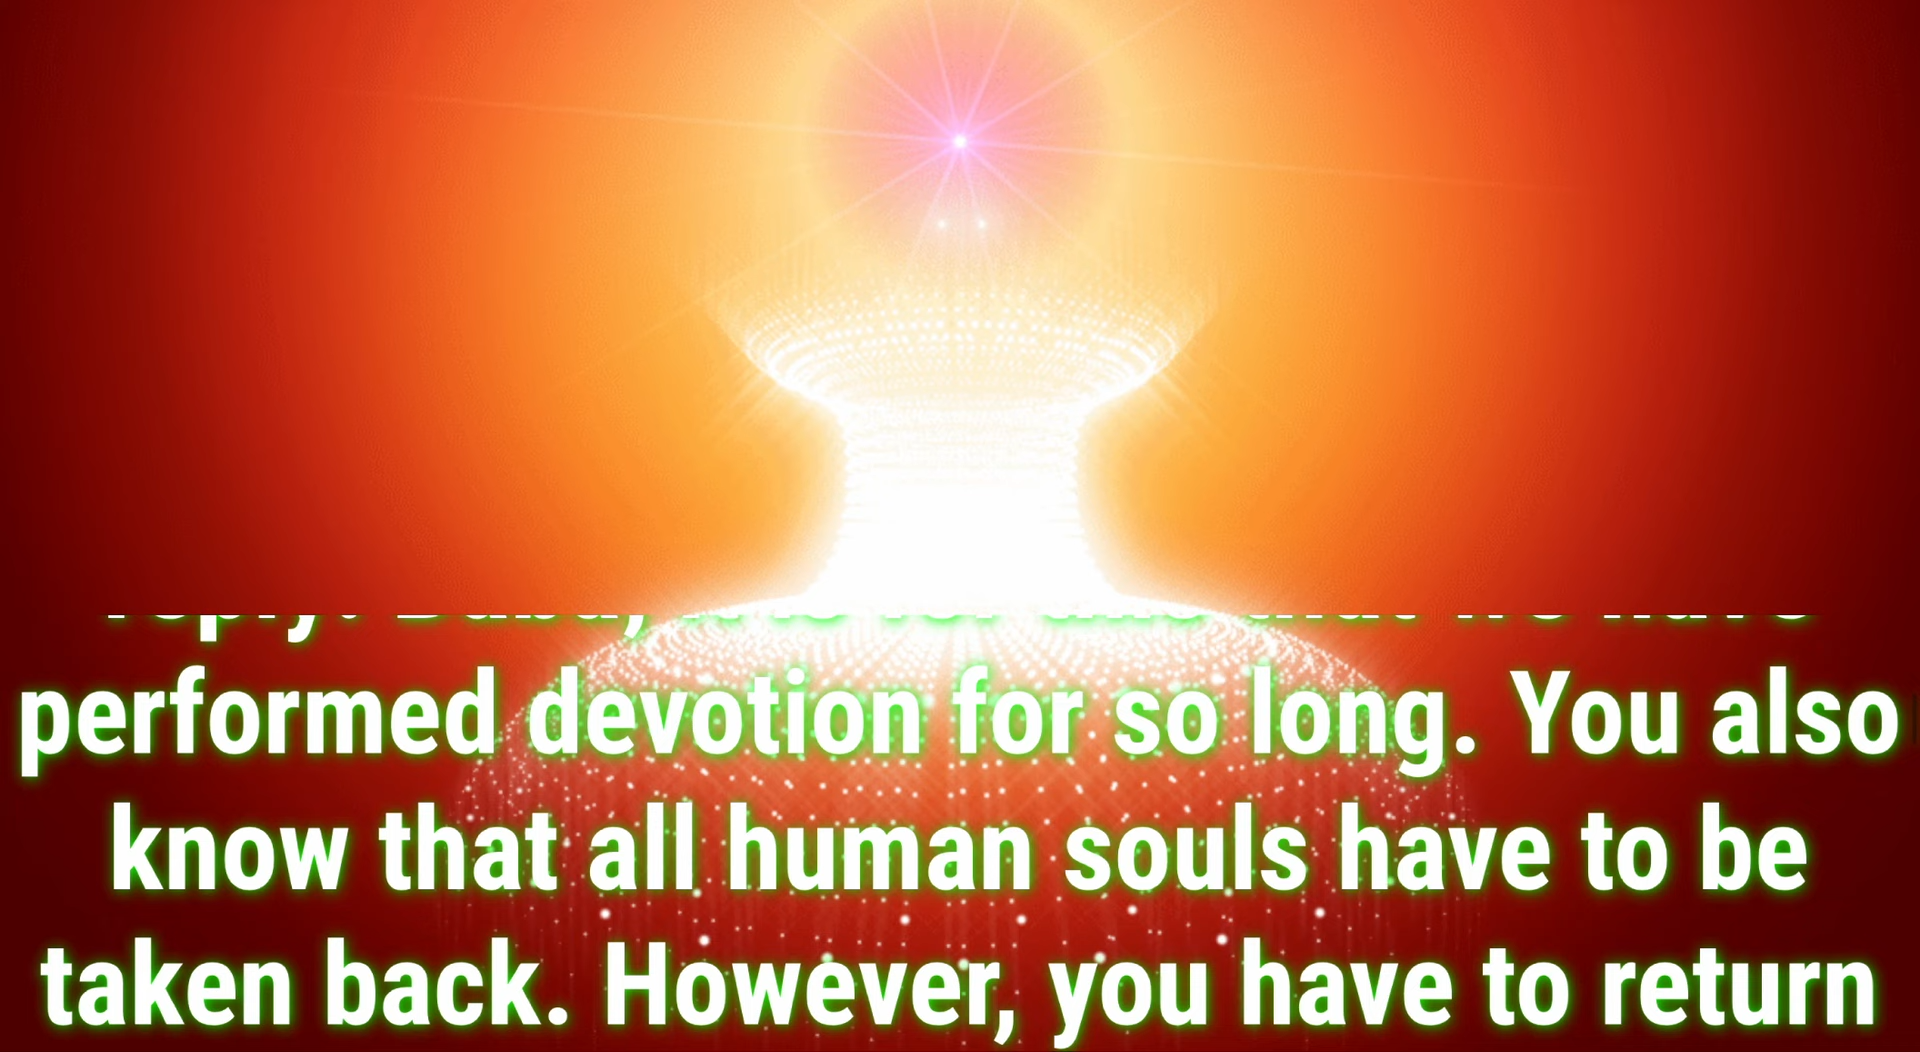 performed devotion for so long. You also
know that all human souls have to be
taken back. However, you have to return